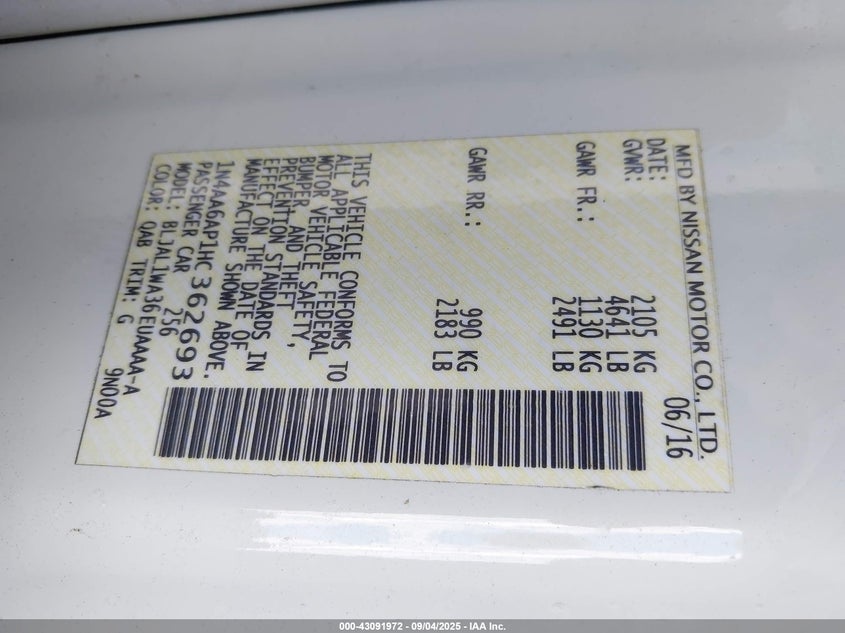 MFD BY NISSAN MOTOR CO., LTD.
DATE: 06/16
GVWR: 2105 KG
4641 LB
GAWR FR.: 1130 KG
2491 LB
GAWR RR.: 990 KG
2183 LB
THIS VEHICLE CONFORMS TO
ALL APPLICABLE FEDERAL
MOTOR VEHICLE SAFETY,
BUMPER, AND THEFT
PREVENTION STANDARDS IN
EFFECT ON THE DATE OF
MANUFACTURE SHOWN ABOVE.
1N4AA6AP1HC362693
PASSENGER CAR 256
MODEL: BLJAL1WA36EUAAAA-A
COLOR: QAB TRIM: G 9N00A
000-43091972 - 09/04/2025 - IAA Inc.